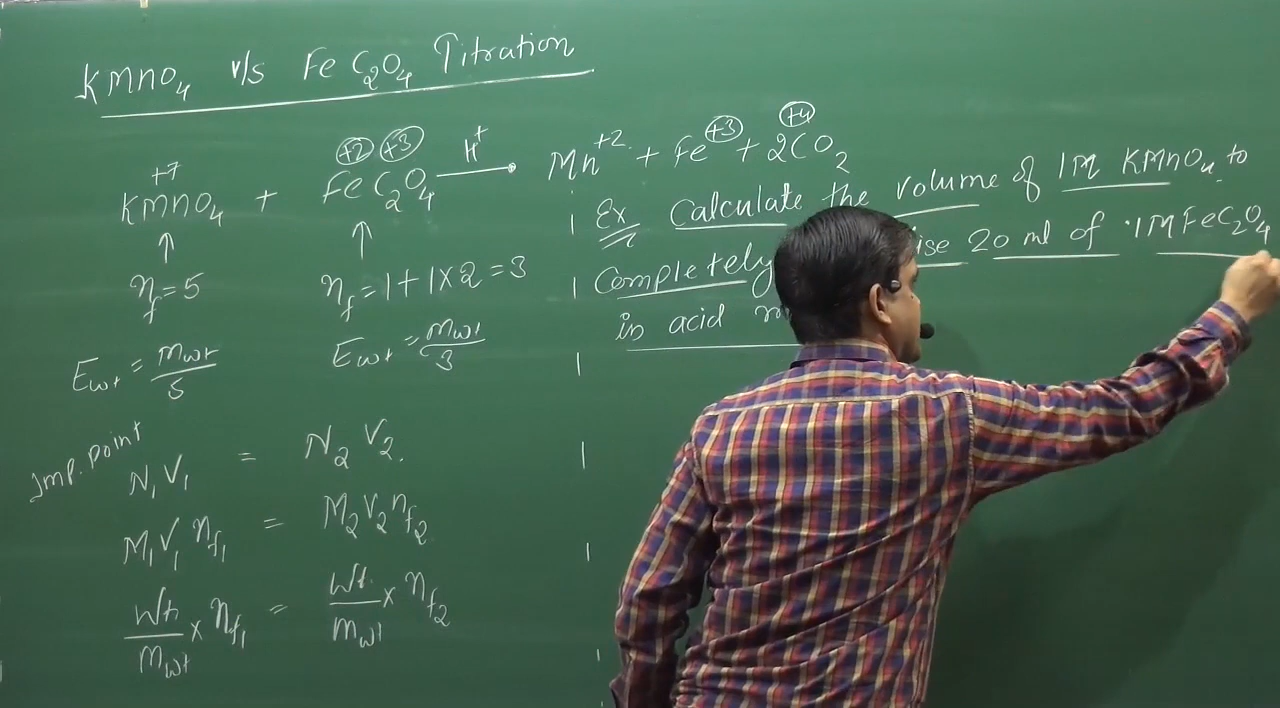 KMnO4 v/s FeC2O4 Titration
+7 +2 +3 H+ +4
KMnO4 + FeC2O4 → Mn+2 + Fe+3 + 2CO2
↑ ↑
nf = 5 nf = 1 + 1 × 2 = 3
Ewt = Mwt/5 Ewt = Mwt/3
Imp. Point
N1V1 = N2V2.
M1V1nf1 = M2V2nf2
Wt1/Mwt × nf1 = Wt./Mwt × nf2
Ex Calculate the volume of 1M KMnO4 to
Completely ise 20 ml of .1M FeC2O4
in acid